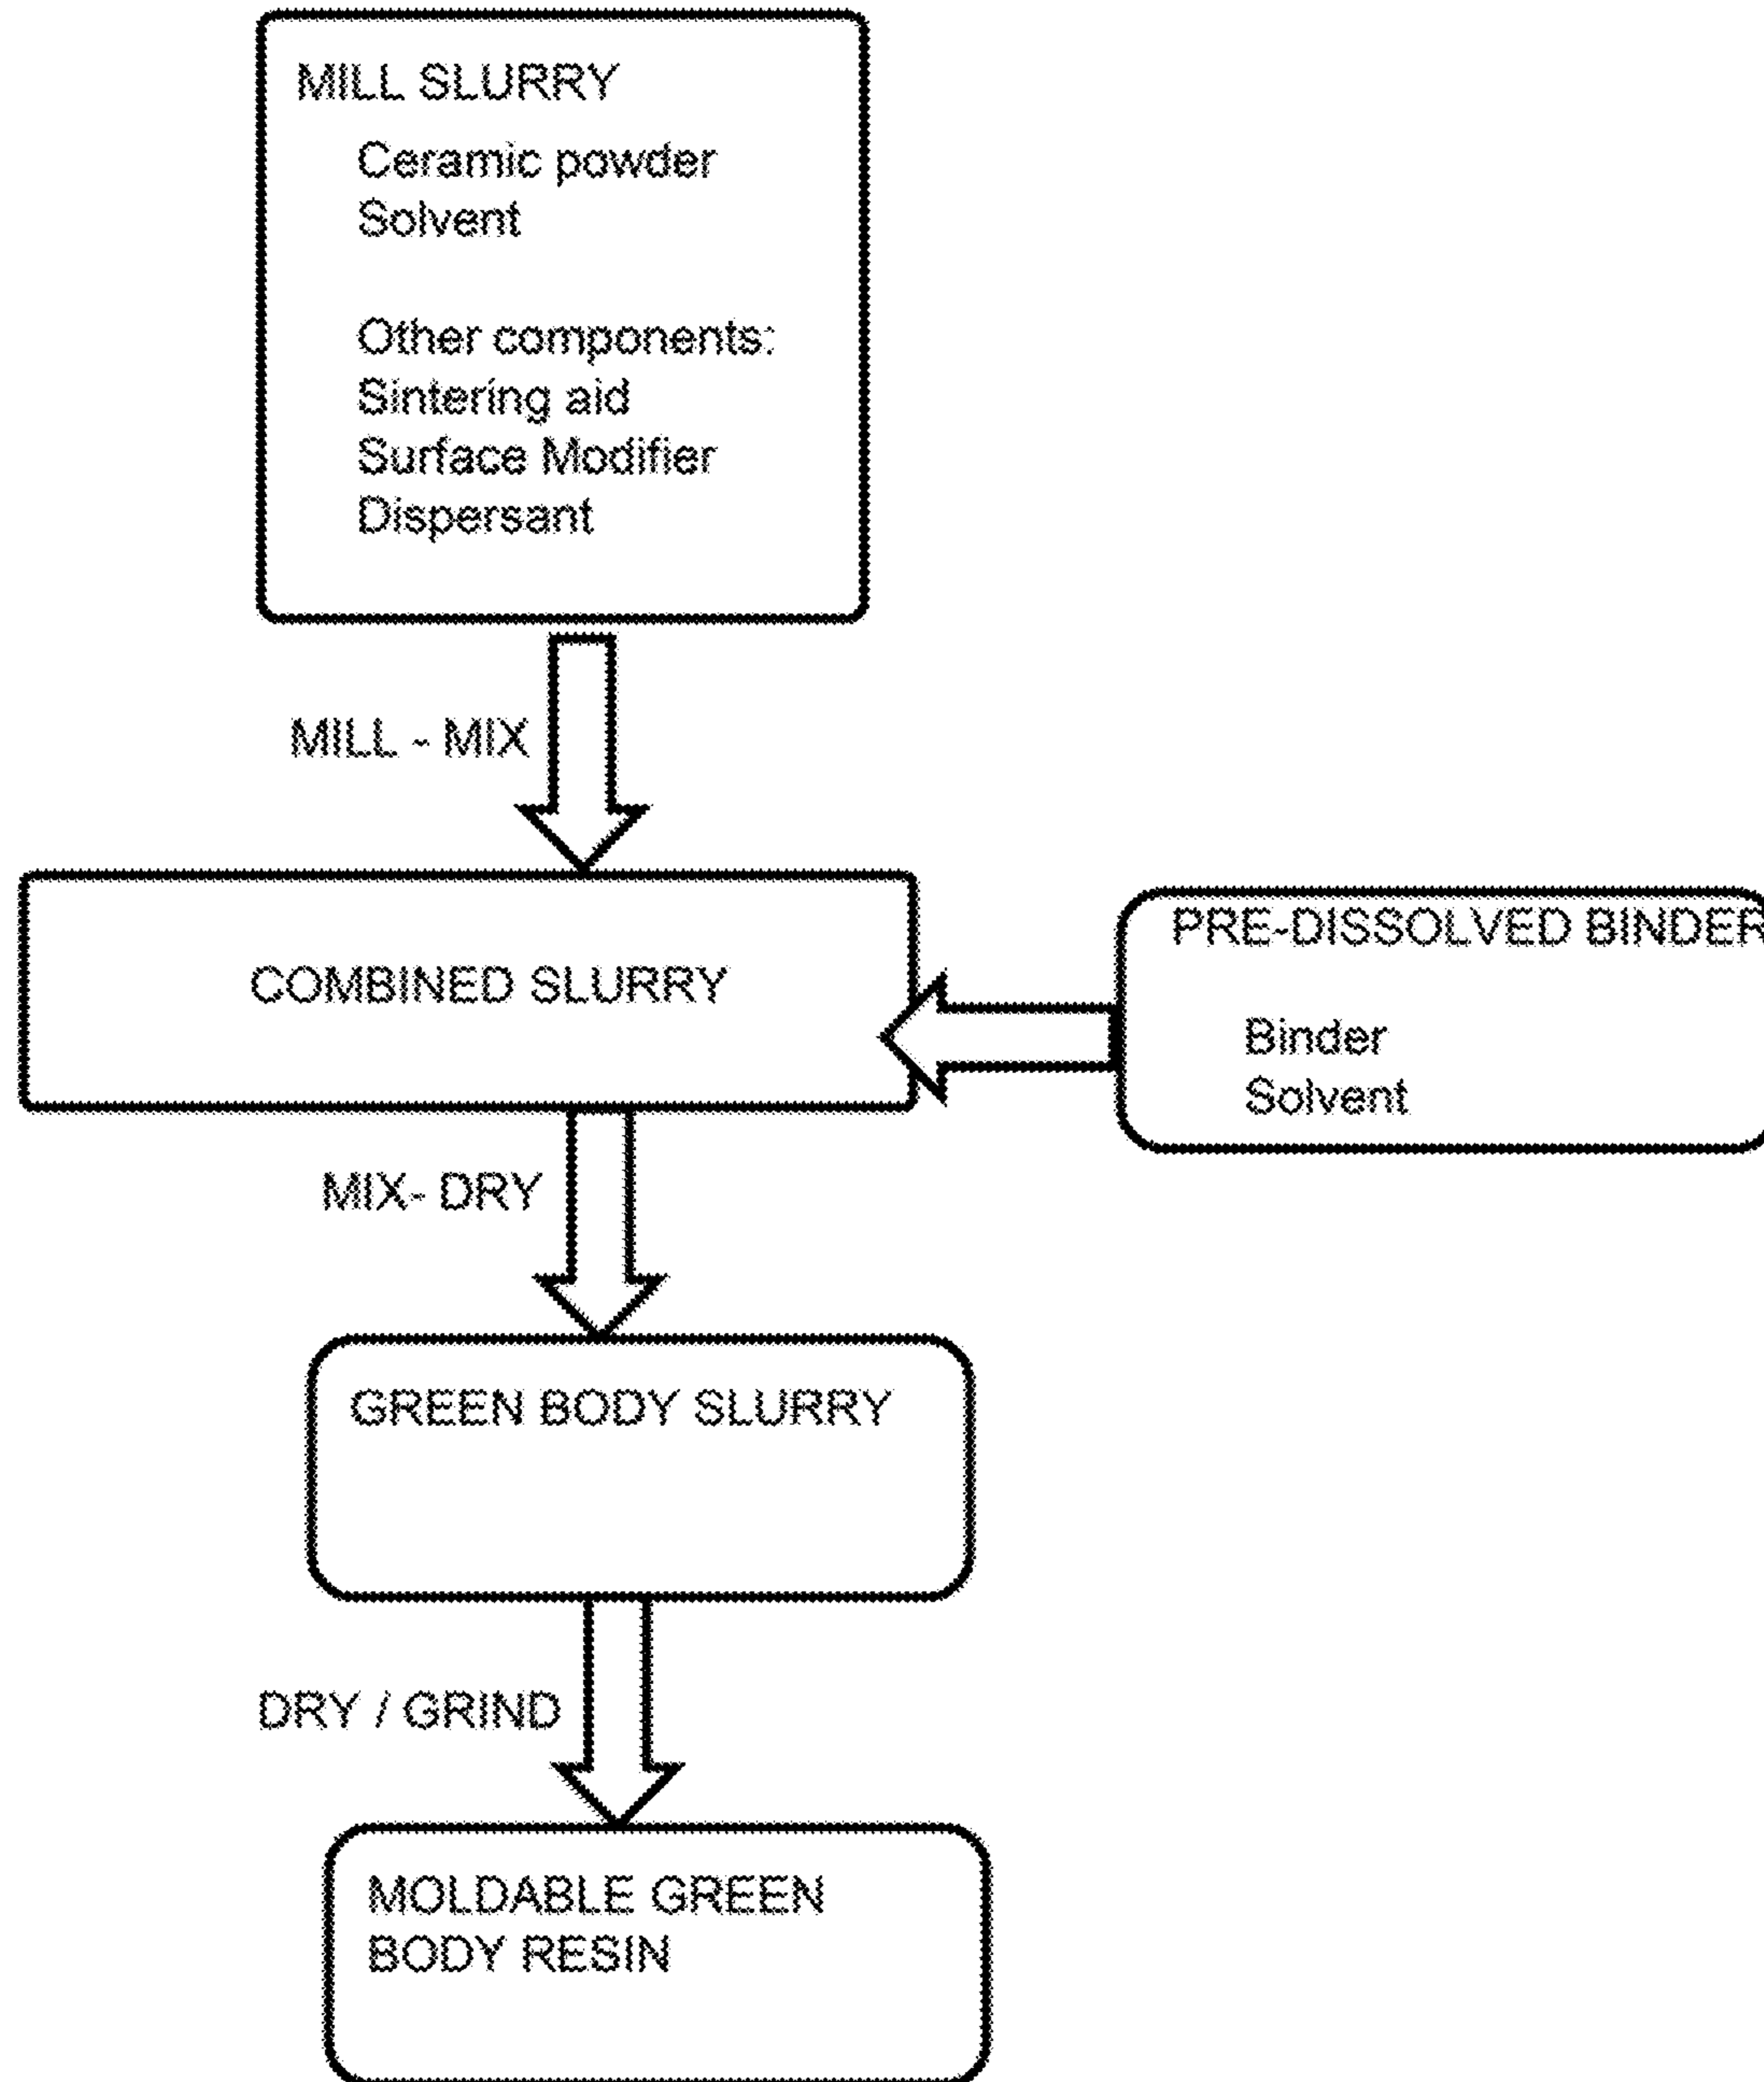 MILL SLURRY
Ceramic powder
Solvent
Other components:
Sintering aid
Surface Modifier
Dispersant
MILL - MIX
COMBINED SLURRY
PRE-DISSOLVED BINDER
Binder
Solvent
MIX- DRY
GREEN BODY SLURRY
DRY / GRIND
MOLDABLE GREEN
BODY RESIN